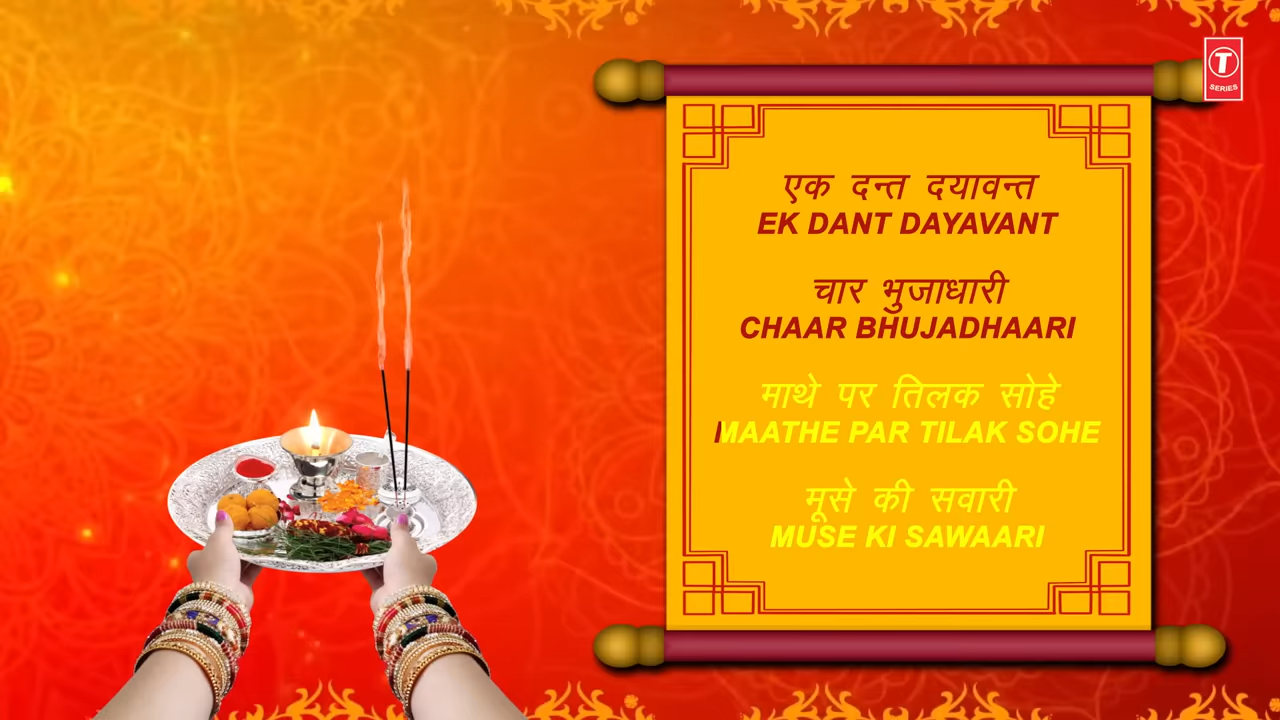 T
SERIES
एक दन्त दयावन्त
EK DANT DAYAVANT
चार भुजाधारी
CHAAR BHUJADHAARI
माथे पर तिलक सोहे
MAATHE PAR TILAK SOHE
मूसे की सवारी
MUSE KI SAWAARI